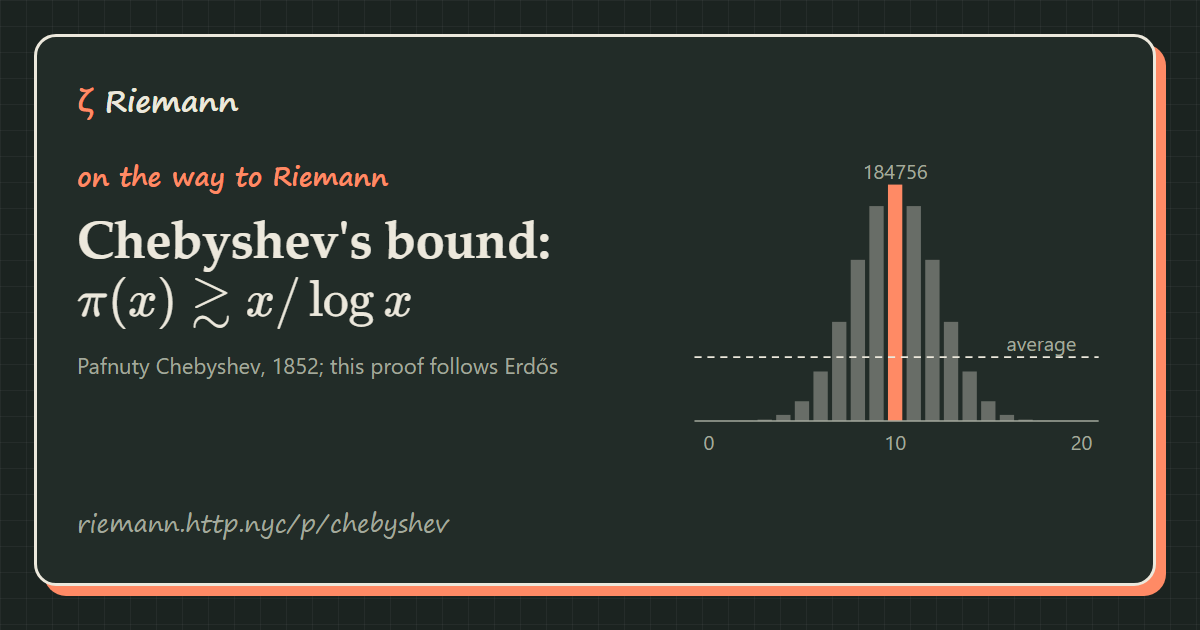 ζ Riemann
on the way to Riemann
Chebyshev's bound:
π(x) ≳ x/ log x
Pafnuty Chebyshev, 1852; this proof follows Erdős
184756
average
0 10 20
riemann.http.nyc/p/chebyshev